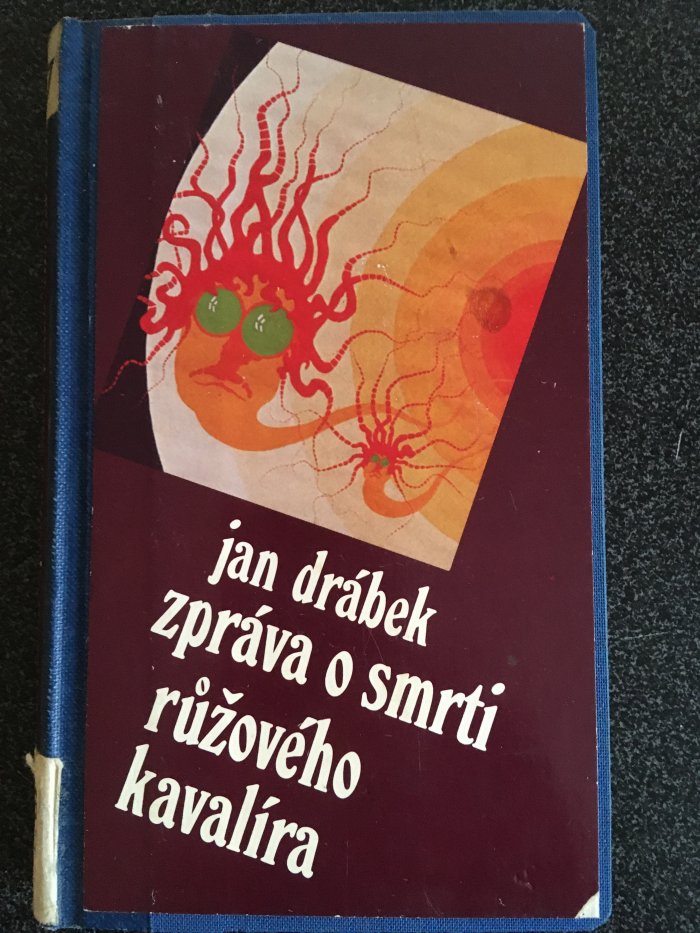 jan drábek
zpráva o smrti
růžového
kavalíra